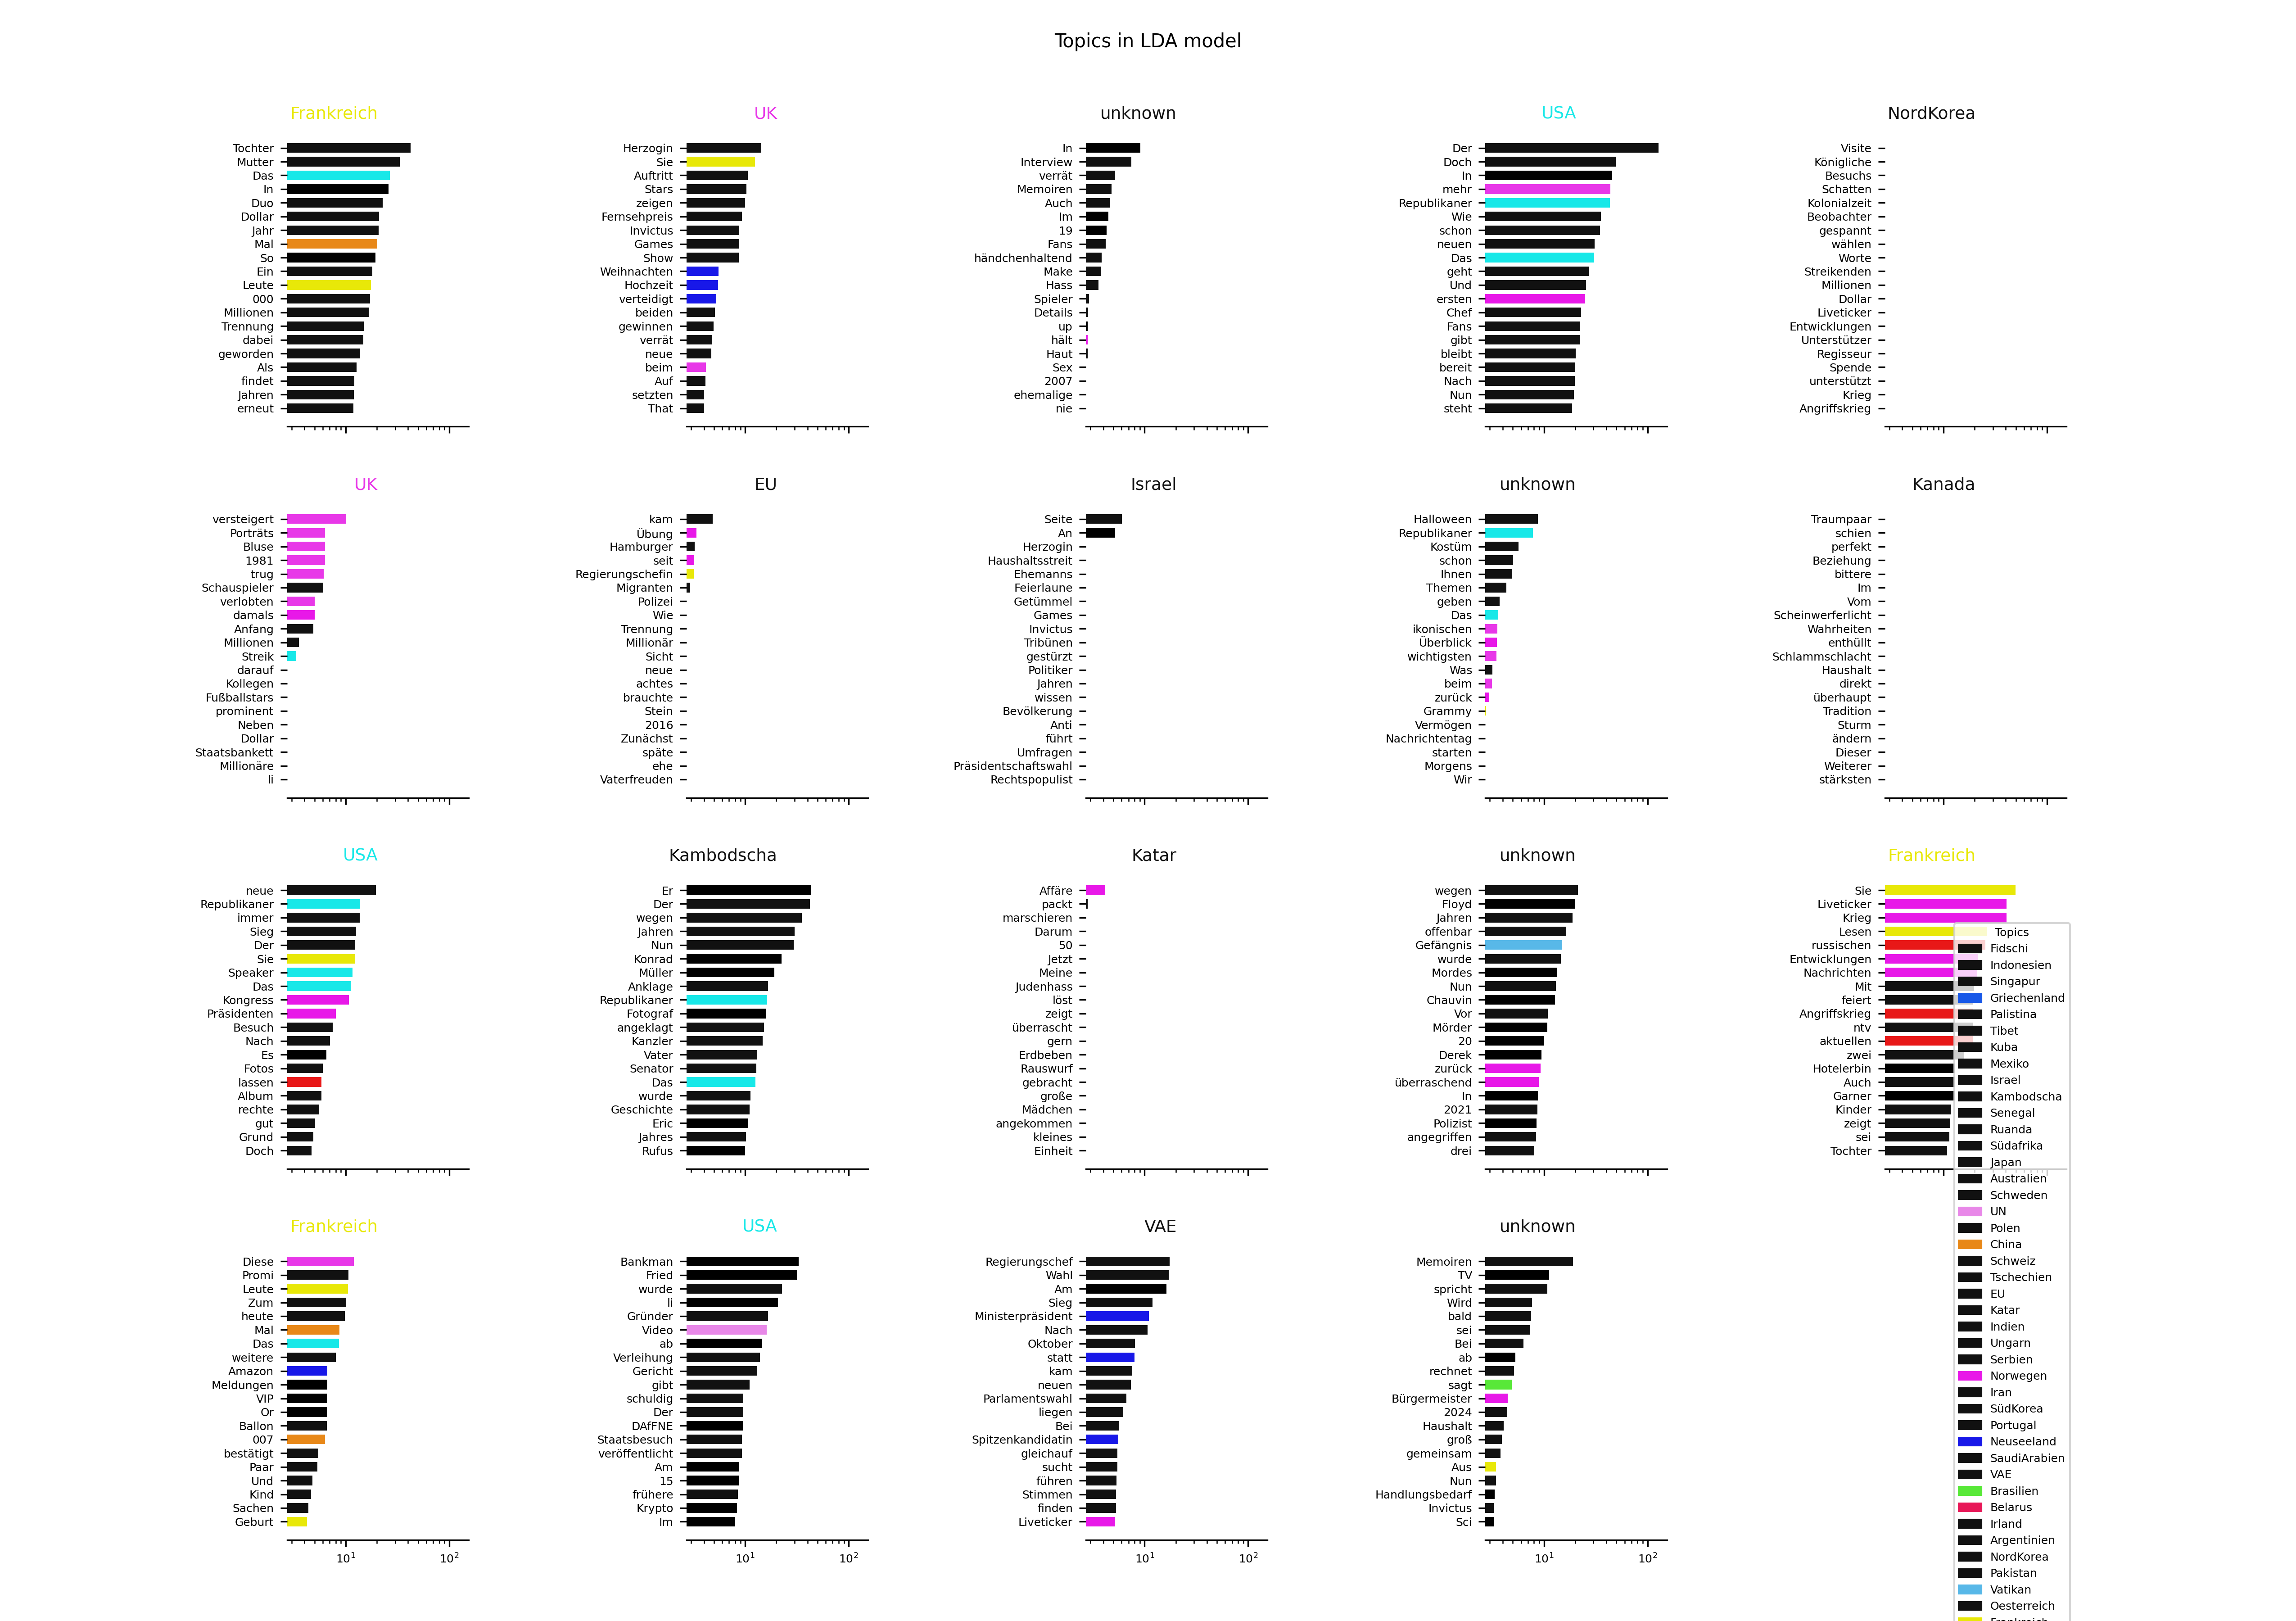 Topics in LDA model
Frankreich
Tochter
Mutter
Das
In
Duo
Dollar
Jahr
Mal
So
Ein
Leute
000
Millionen
Trennung
dabei
geworden
Als
findet
Jahren
erneut
UK
Herzogin
Sie
Auftritt
Stars
zeigen
Fernsehpreis
Invictus
Games
Show
Weihnachten
Hochzeit
verteidigt
beiden
gewinnen
verrät
neue
beim
Auf
setzten
That
unknown
In
Interview
verrät
Memoiren
Auch
Im
19
Fans
händchenhaltend
Make
Hass
Spieler
Details
up
hält
Haut
Sex
2007
ehemalige
nie
USA
Der
Doch
In
mehr
Republikaner
Wie
schon
neuen
Das
geht
Und
ersten
Chef
Fans
gibt
bleibt
bereit
Nach
Nun
steht
NordKorea
Visite
Königliche
Besuchs
Schatten
Kolonialzeit
Beobachter
gespannt
wählen
Worte
Streikenden
Millionen
Dollar
Liveticker
Entwicklungen
Unterstützer
Regisseur
Spende
unterstützt
Krieg
Angriffskrieg
UK
versteigert
Porträts
Bluse
1981
trug
Schauspieler
verlobten
damals
Anfang
Millionen
Streik
darauf
Kollegen
Fußballstars
prominent
Neben
Dollar
Staatsbankett
Millionäre
li
EU
kam
Übung
Hamburger
seit
Regierungschefin
Migranten
Polizei
Wie
Trennung
Millionär
Sicht
neue
achtes
brauchte
Stein
2016
Zunächst
späte
ehe
Vaterfreuden
Israel
Seite
An
Herzogin
Haushaltsstreit
Ehemanns
Feierlaune
Getümmel
Games
Invictus
Tribünen
gestürzt
Politiker
Jahren
wissen
Bevölkerung
Anti
führt
Umfragen
Präsidentschaftswahl
Rechtspopulist
unknown
Halloween
Republikaner
Kostüm
schon
Ihnen
Themen
geben
Das
ikonischen
Überblick
wichtigsten
Was
beim
zurück
Grammy
Vermögen
Nachrichtentag
starten
Morgens
Wir
Kanada
Traumpaar
schien
perfekt
Beziehung
bittere
Im
Vom
Scheinwerferlicht
Wahrheiten
enthüllt
Schlammschlacht
Haushalt
direkt
überhaupt
Tradition
Sturm
ändern
Dieser
Weiterer
stärksten
USA
neue
Republikaner
immer
Sieg
Der
Sie
Speaker
Das
Kongress
Präsidenten
Besuch
Nach
Es
Fotos
lassen
Album
rechte
gut
Grund
Doch
Kambodscha
Er
Der
wegen
Jahren
Nun
Konrad
Müller
Anklage
Republikaner
Fotograf
angeklagt
Kanzler
Vater
Senator
Das
wurde
Geschichte
Eric
Jahres
Rufus
Katar
Affäre
packt
marschieren
Darum
50
Jetzt
Meine
Judenhass
löst
zeigt
überrascht
gern
Erdbeben
Rauswurf
gebracht
große
Mädchen
angekommen
kleines
Einheit
unknown
wegen
Floyd
Jahren
offenbar
Gefängnis
wurde
Mordes
Nun
Chauvin
Vor
Mörder
20
Derek
zurück
überraschend
In
2021
Polizist
angegriffen
drei
Frankreich
Sie
Liveticker
Krieg
Lesen
russischen
Entwicklungen
Nachrichten
Mit
feiert
Angriffskrieg
ntv
aktuellen
zwei
Hotelerbin
Auch
Garner
Kinder
zeigt
sei
Tochter
Frankreich
Diese
Promi
Leute
Zum
heute
Mal
Das
weitere
Amazon
Meldungen
VIP
Or
Ballon
007
bestätigt
Paar
Und
Kind
Sachen
Geburt
10¹ 10²
USA
Bankman
Fried
wurde
li
Gründer
Video
ab
Verleihung
Gericht
gibt
schuldig
Der
DAfFNE
Staatsbesuch
veröffentlicht
Am
15
frühere
Krypto
Im
10¹ 10²
VAE
Regierungschef
Wahl
Am
Sieg
Ministerpräsident
Nach
Oktober
statt
kam
neuen
Parlamentswahl
liegen
Bei
Spitzenkandidatin
gleichauf
sucht
führen
Stimmen
finden
Liveticker
10¹ 10²
unknown
Memoiren
TV
spricht
Wird
bald
sei
Bei
ab
rechnet
sagt
Bürgermeister
2024
Haushalt
groß
gemeinsam
Aus
Nun
Handlungsbedarf
Invictus
Sci
10¹ 10²
Topics
Fidschi
Indonesien
Singapur
Griechenland
Palistina
Tibet
Kuba
Mexiko
Israel
Kambodscha
Senegal
Ruanda
Südafrika
Japan
Australien
Schweden
UN
Polen
China
Schweiz
Tschechien
EU
Katar
Indien
Ungarn
Serbien
Norwegen
Iran
SüdKorea
Portugal
Neuseeland
SaudiArabien
VAE
Brasilien
Belarus
Irland
Argentinien
NordKorea
Pakistan
Vatikan
Oesterreich